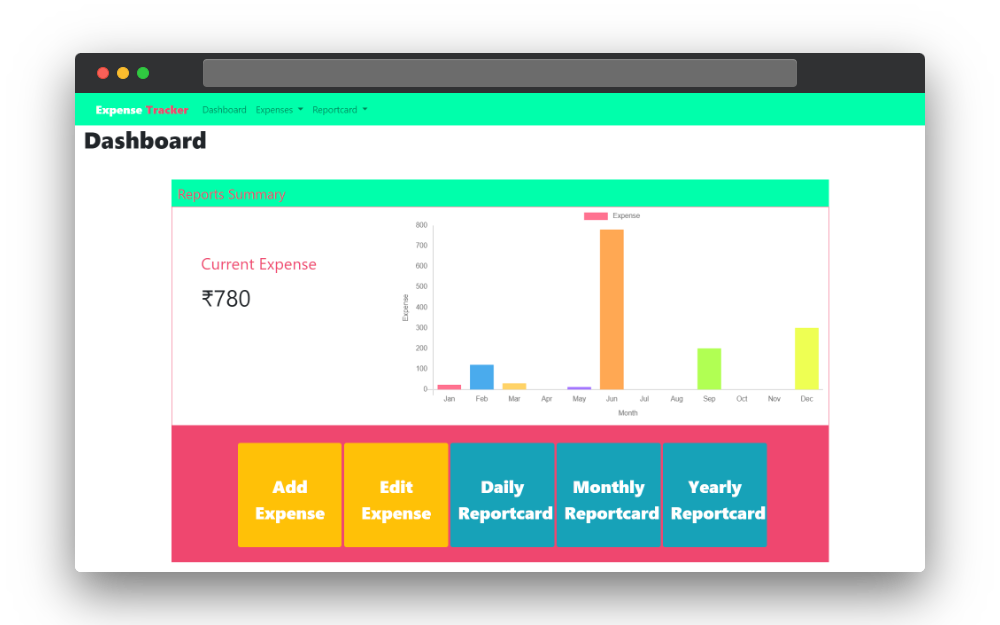 Expense Tracker Dashboard Expenses Reportcard
Dashboard
Reports Summary
Expense
Current Expense
₹780
Expense
800
700
600
500
400
300
200
100
0
Jan Feb Mar Apr May Jun Jul Aug Sep Oct Nov Dec
Month
Add
Expense
Edit
Expense
Daily
Reportcard
Monthly
Reportcard
Yearly
Reportcard